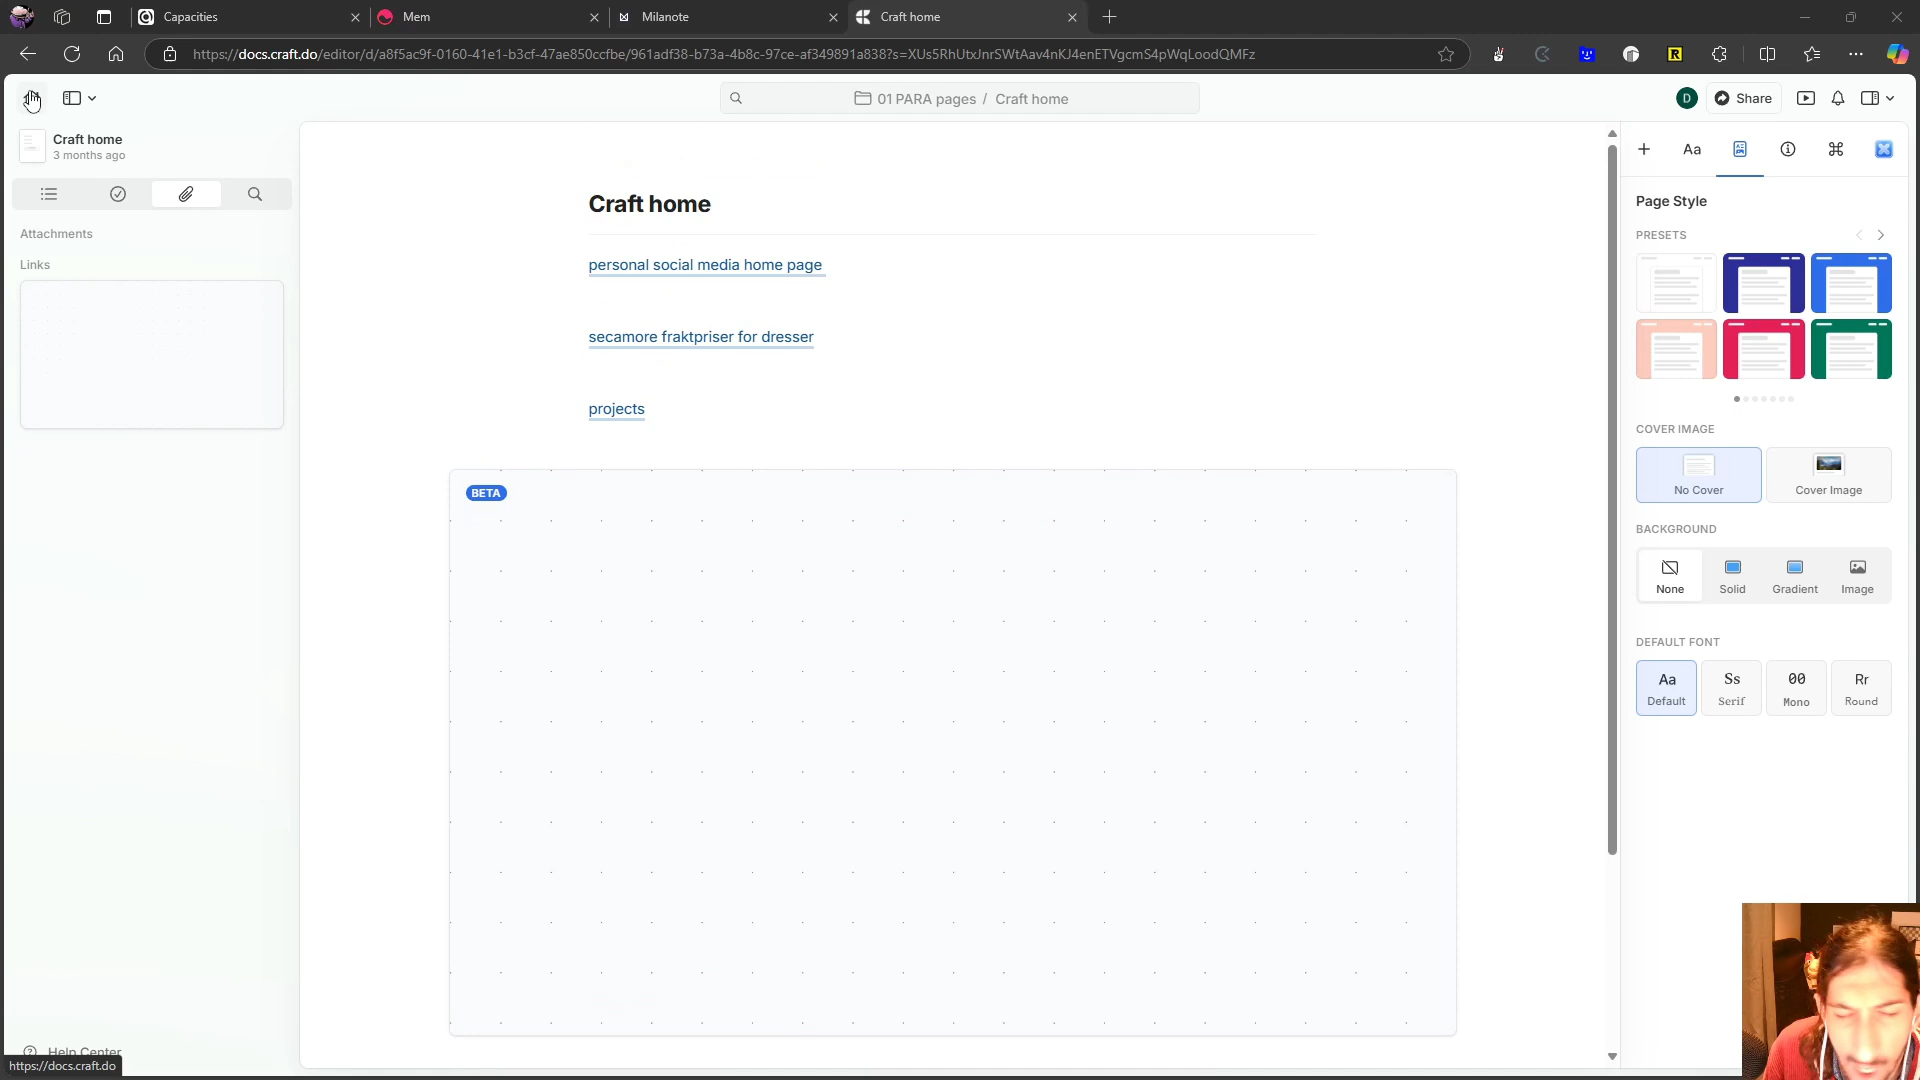 Capacities
Mem
Milanote
Craft home
https://docs.craft.do/editor/d/a8f5ac9f-0160-41e1-b3cf-47ae850ccfbe/961adf38-b73a-4b8c-97ce-af349891a838?s=XUs5RhUtxJnrSWtAav4nKJ4enETVgcmS4pWqLoodQMFz
01 PARA pages / Craft home
D
Share
Craft home
3 months ago
Attachments
Links
Craft home
personal social media home page
secamore fraktpriser for dresser
projects
BETA
Page Style
PRESETS
COVER IMAGE
No Cover
Cover Image
BACKGROUND
None
Solid
Gradient
Image
DEFAULT FONT
Aa
Ss
00
Rr
Default
Serif
Mono
Round
Aa
R
Help Center
https://docs.craft.do